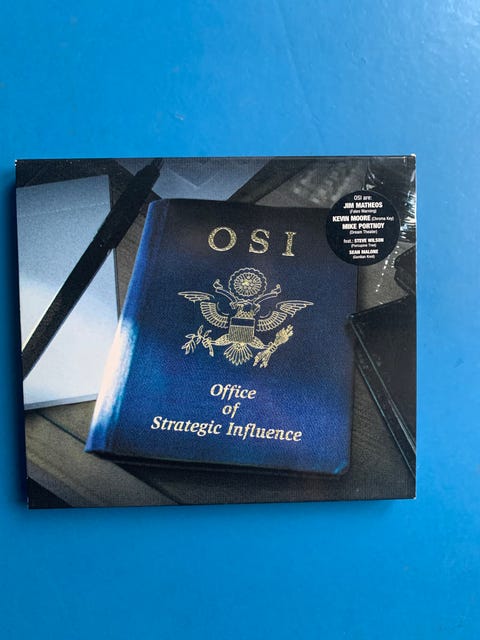 OSI
Office
of
Strategic Influence
OSI are:
JIM MATHEOS
(Fates Warning)
KEVIN MOORE (Chroma Key)
MIKE PORTNOY
(Dream Theater)
feat.: STEVE WILSON
(Porcupine Tree)
SEAN MALONE
(Gordian Knot)